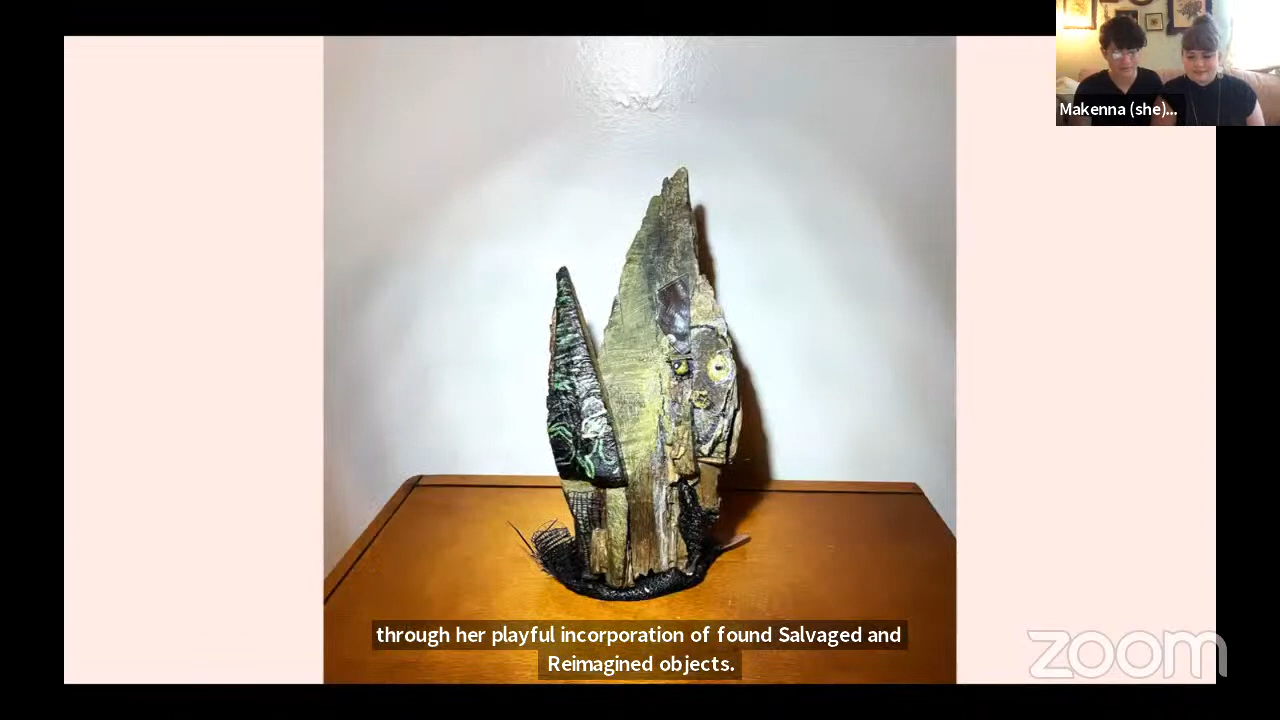 Makenna (she)...
through her playful incorporation of found Salvaged and
Reimagined objects.
zoom